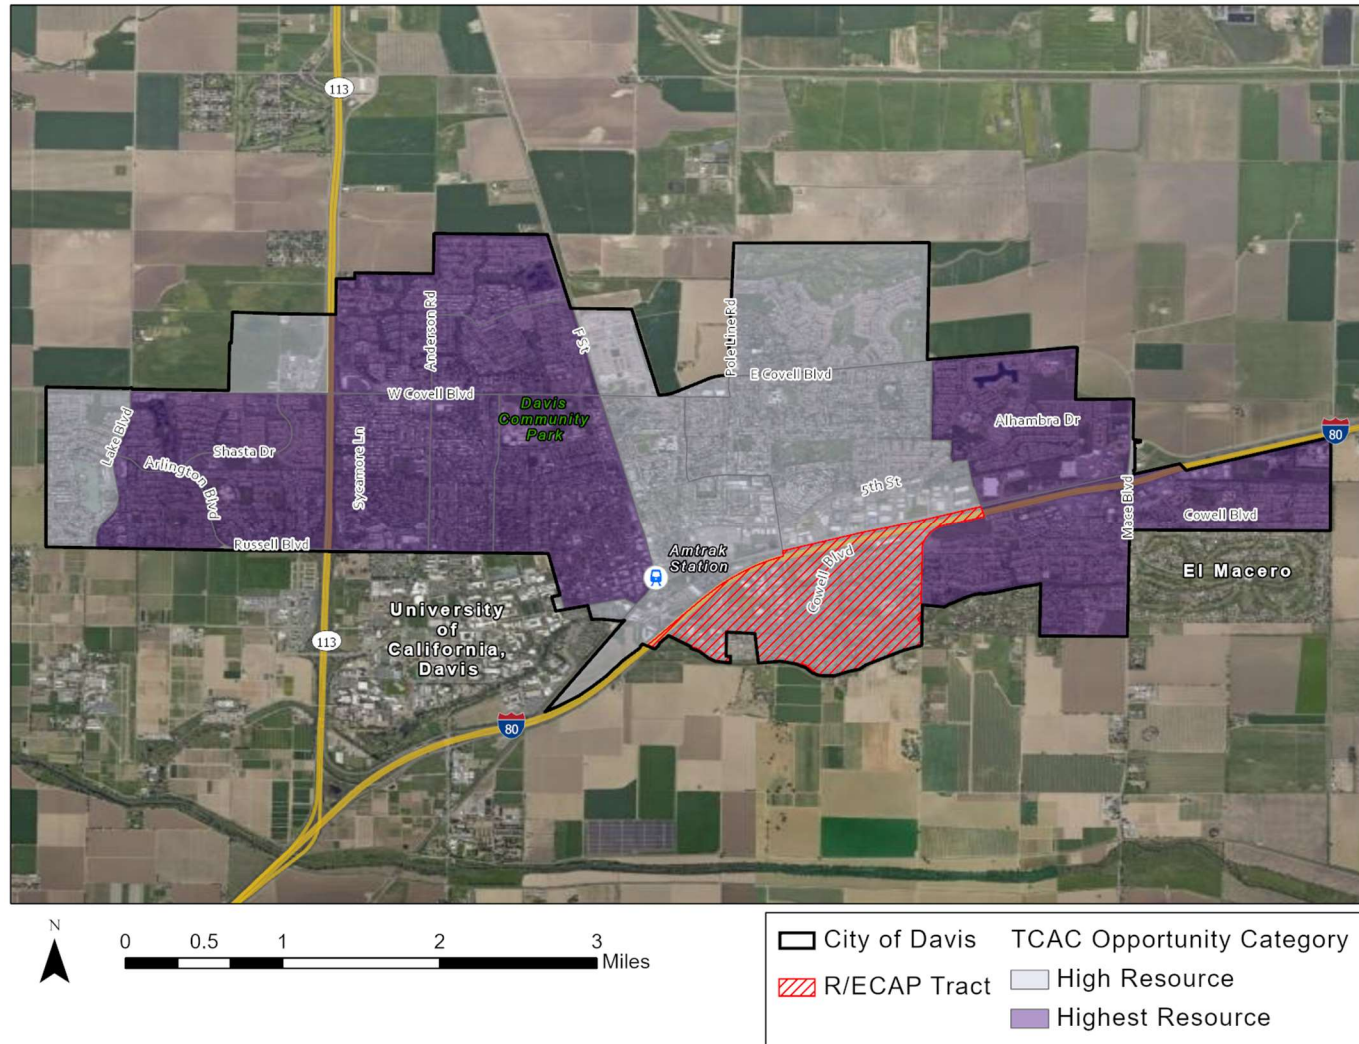 113
Anderson Rd
F St
Pole Line Rd
E Covell Blvd
W Covell Blvd
Davis
Community
Park
Lake Blvd
Shasta Dr
Arlington Blvd
Sycamore Ln
Alhambra Dr
80
5th St
Mace Blvd
Cowell Blvd
Russell Blvd
Amtrak
Station
Cowell Blvd
El Macero
University
of
California,
Davis
113
80
N
0 0.5 1 2 3
Miles
City of Davis
R/ECAP Tract
TCAC Opportunity Category
High Resource
Highest Resource